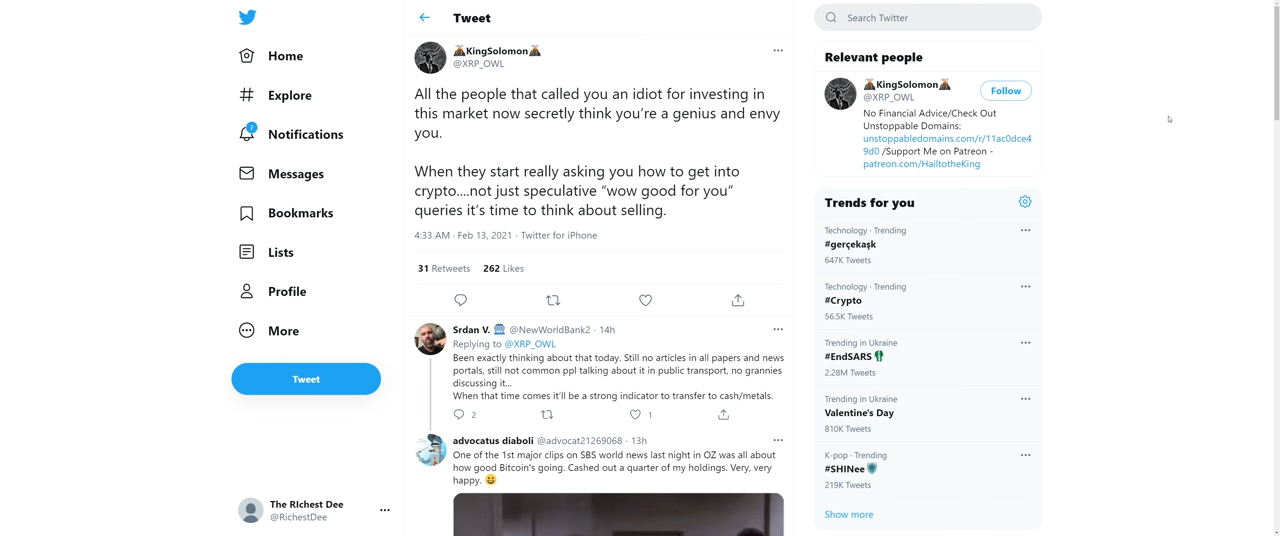 Home
Explore
7
Notifications
Messages
Bookmarks
Lists
Profile
More
Tweet
The RIchest Dee
@RichestDee
Tweet
🌋KingSolomon🌋
@XRP_OWL
All the people that called you an idiot for investing in
this market now secretly think you're a genius and envy
you.
When they start really asking you how to get into
crypto....not just speculative “wow good for you”
queries it's time to think about selling.
4:33 AM · Feb 13, 2021 · Twitter for iPhone
31 Retweets 262 Likes
Srdan V. @NewWorldBank2 · 14h
Replying to @XRP_OWL
Been exactly thinking about that today. Still no articles in all papers and news
portals, still not common ppl talking about it in public transport, no grannies
discussing it...
When that time comes it'll be a strong indicator to transfer to cash/metals.
2 1
advocatus diaboli @advocat21269068 · 13h
One of the 1st major clips on SBS world news last night in OZ was all about
how good Bitcoin's going. Cashed out a quarter of my holdings. Very, very
happy. 😃
Search Twitter
Relevant people
🌋KingSolomon🌋
@XRP_OWL
Follow
No Financial Advice/Check Out
Unstoppable Domains:
unstoppabledomains.com/r/11ac0dce4
9d0 /Support Me on Patreon -
patreon.com/HailtotheKing
Trends for you
Technology · Trending
#gerçekaşk
647K Tweets
Technology · Trending
#Crypto
56.5K Tweets
Trending in Ukraine
#EndSARS
2.28M Tweets
Trending in Ukraine
Valentine's Day
810K Tweets
K-pop · Trending
#SHINee
219K Tweets
Show more